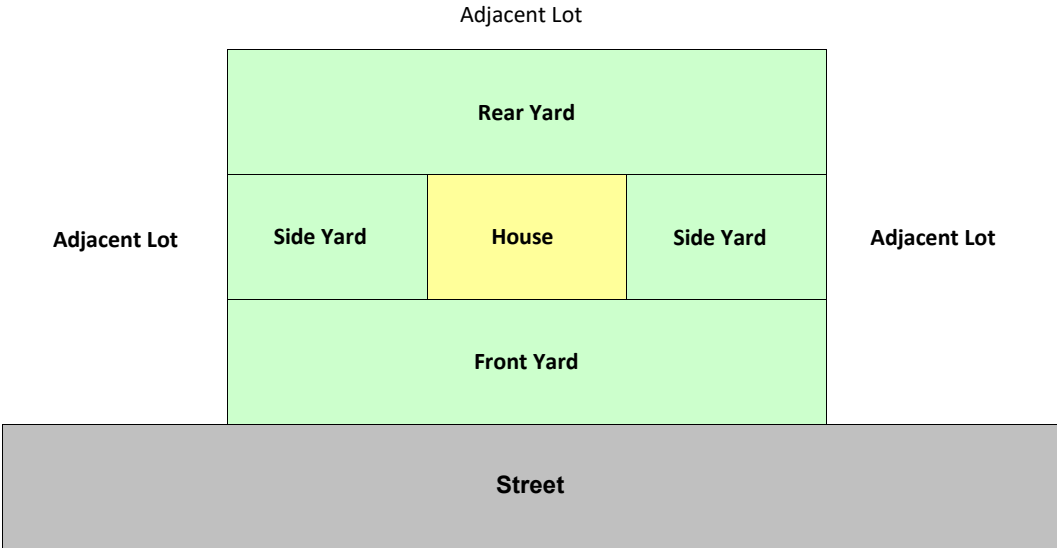 Adjacent Lot
Rear Yard
Adjacent Lot
Side Yard
House
Side Yard
Adjacent Lot
Front Yard
Street